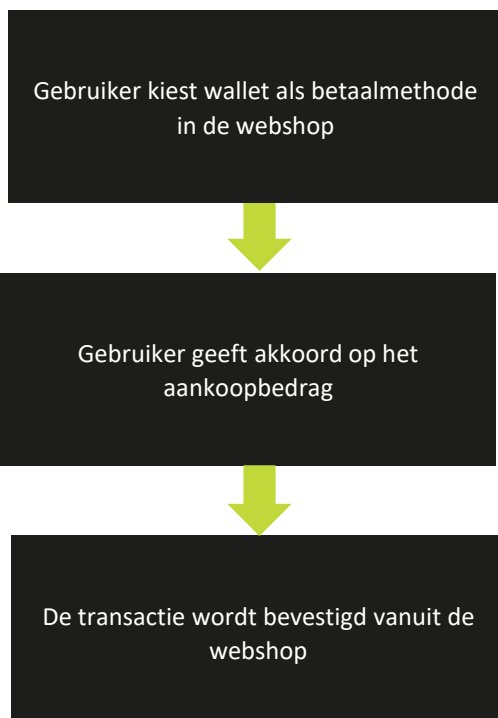 Gebruiker kiest wallet als betaalmethode
in de webshop
Gebruiker geeft akkoord op het
aankoopbedrag
De transactie wordt bevestigd vanuit de
webshop